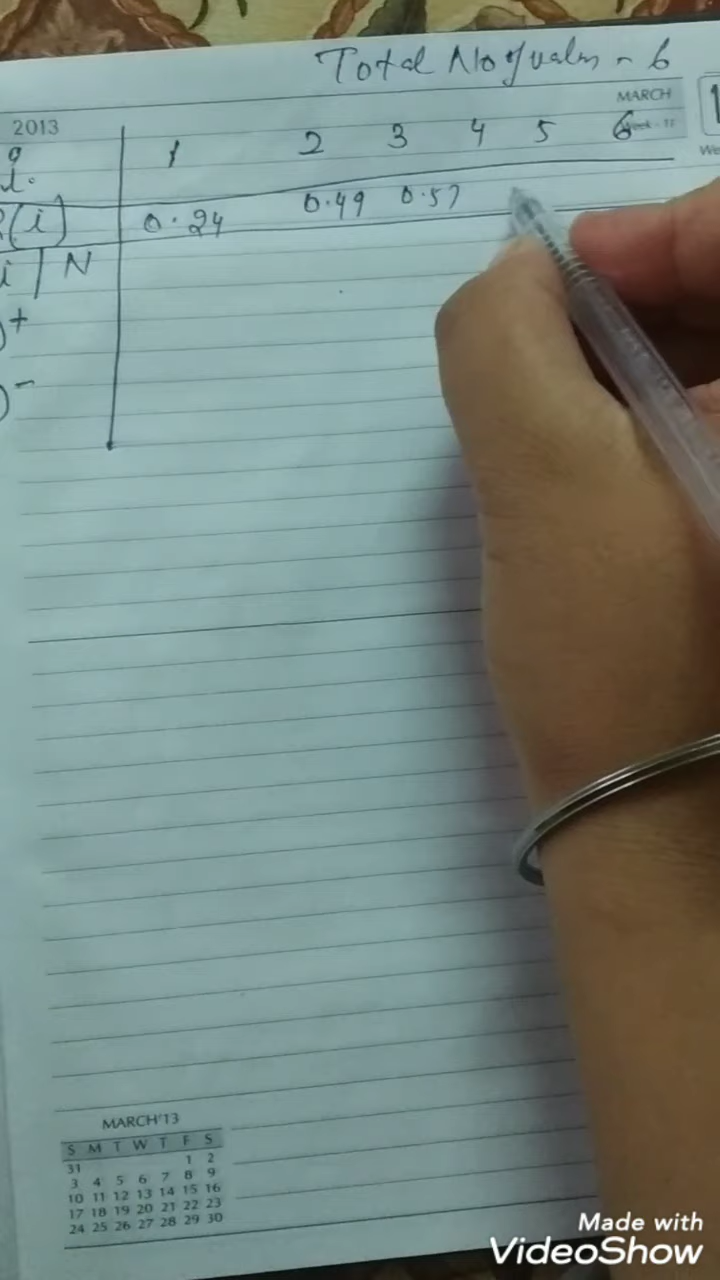 Total No of values - 6
MARCH
2013
Week - 11
1 2 3 4 5 6
i.
R(i) 0.24 0.49 0.57
i/N
)+
)-
MARCH'13
S M T W T F S
31 1 2
3 4 5 6 7 8 9
10 11 12 13 14 15 16
17 18 19 20 21 22 23
24 25 26 27 28 29 30
Made with
VideoShow